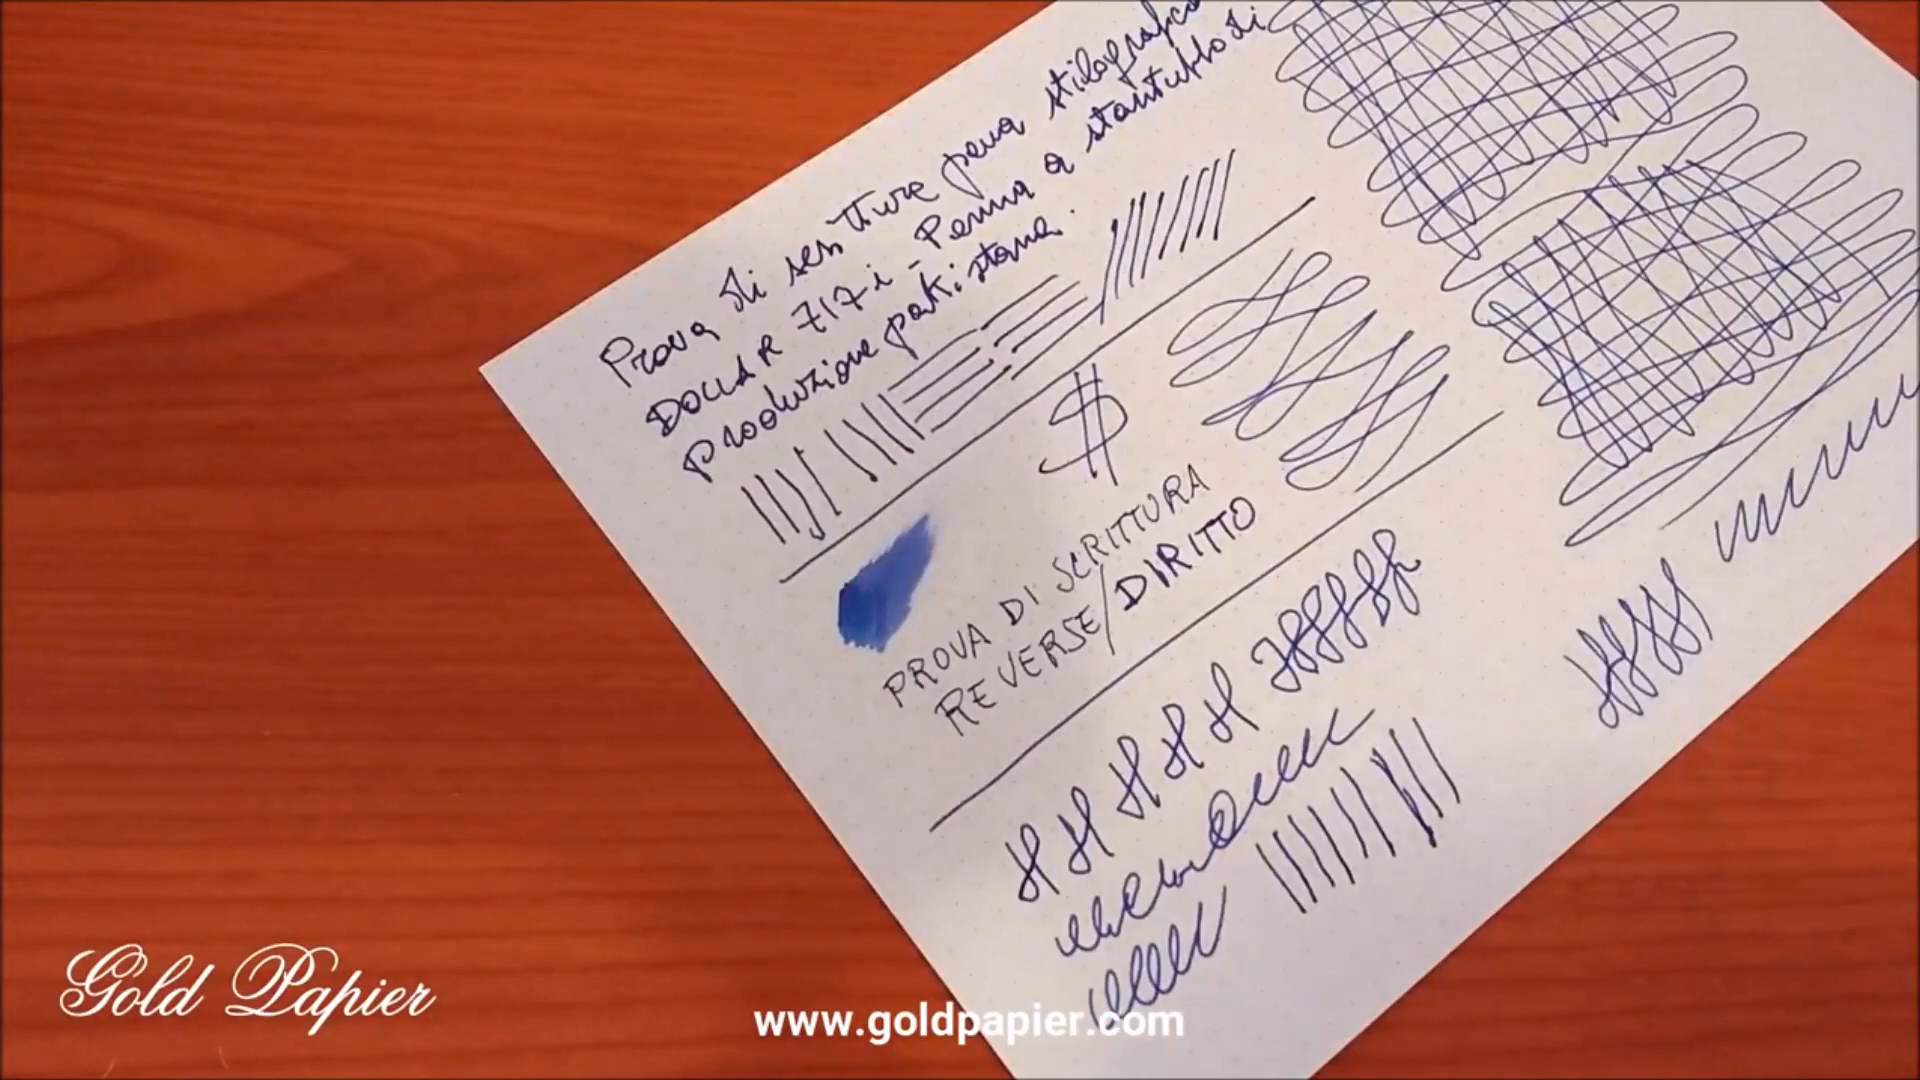 Prova di scrittura penna stilografica
DOLLAR 717i - Penna a stantuffo di
produzione pakistana.
$
PROVA DI SCRITTURA
REVERSE/DIRITTO
Gold Papier
www.goldpapier.com